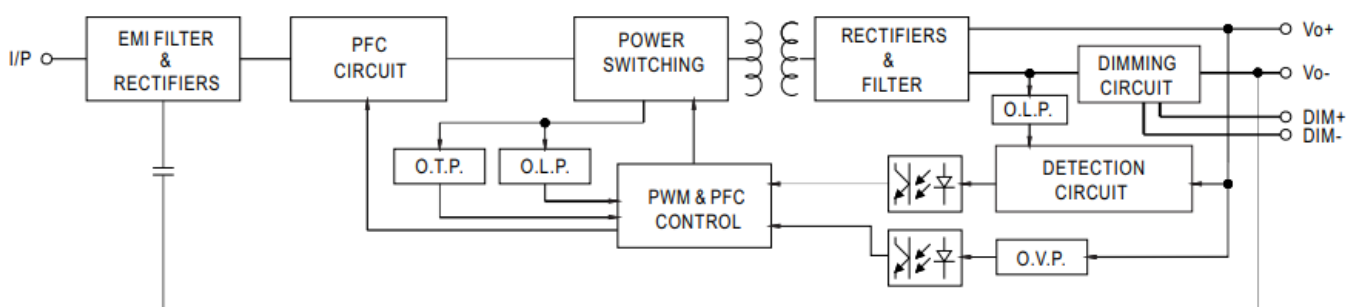 I/P
EMI FILTER
&
RECTIFIERS
PFC
CIRCUIT
POWER
SWITCHING
RECTIFIERS
&
FILTER
DIMMING
CIRCUIT
Vo+
Vo-
DIM+
DIM-
O.L.P.
O.T.P.
O.L.P.
PWM & PFC
CONTROL
DETECTION
CIRCUIT
O.V.P.